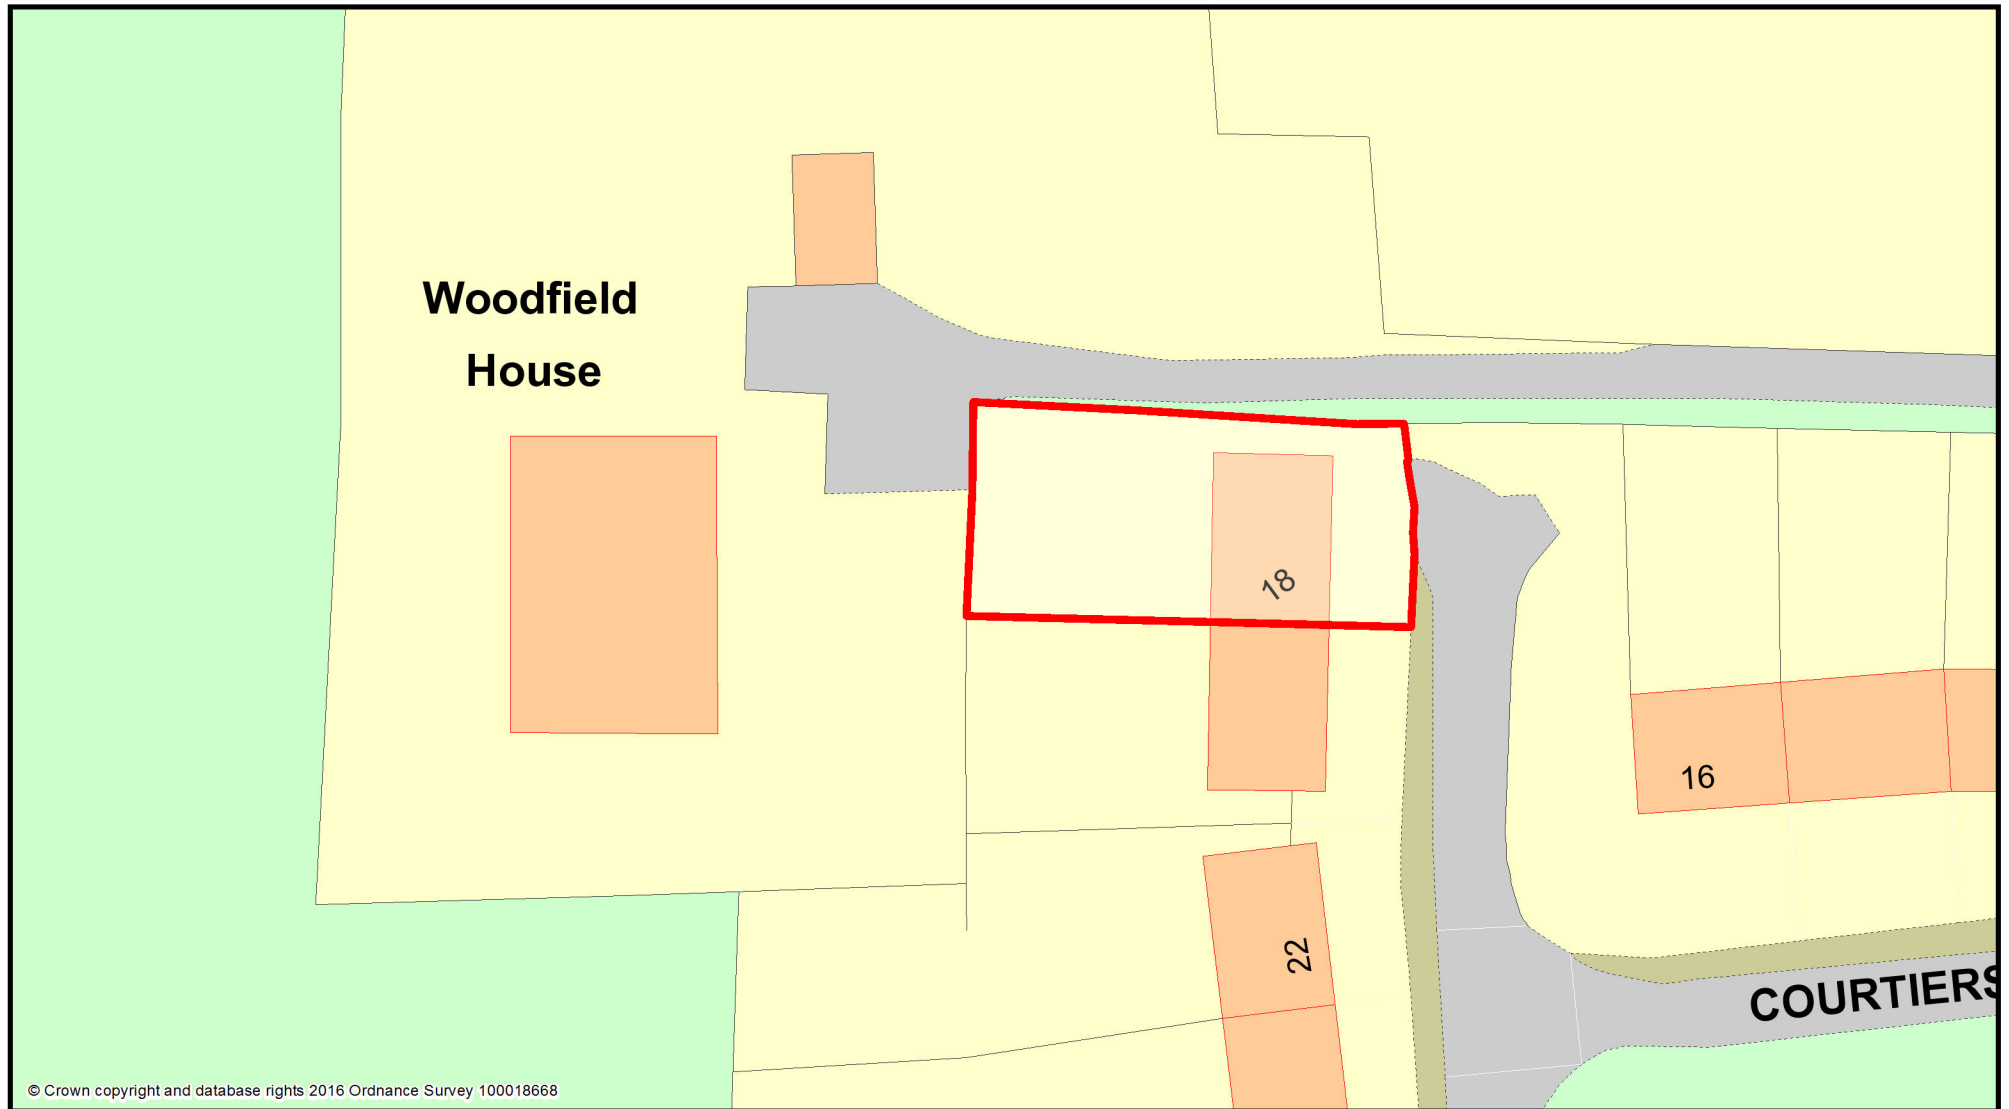 Woodfield
House
18
16
22
COURTIERS
© Crown copyright and database rights 2016 Ordnance Survey 100018668